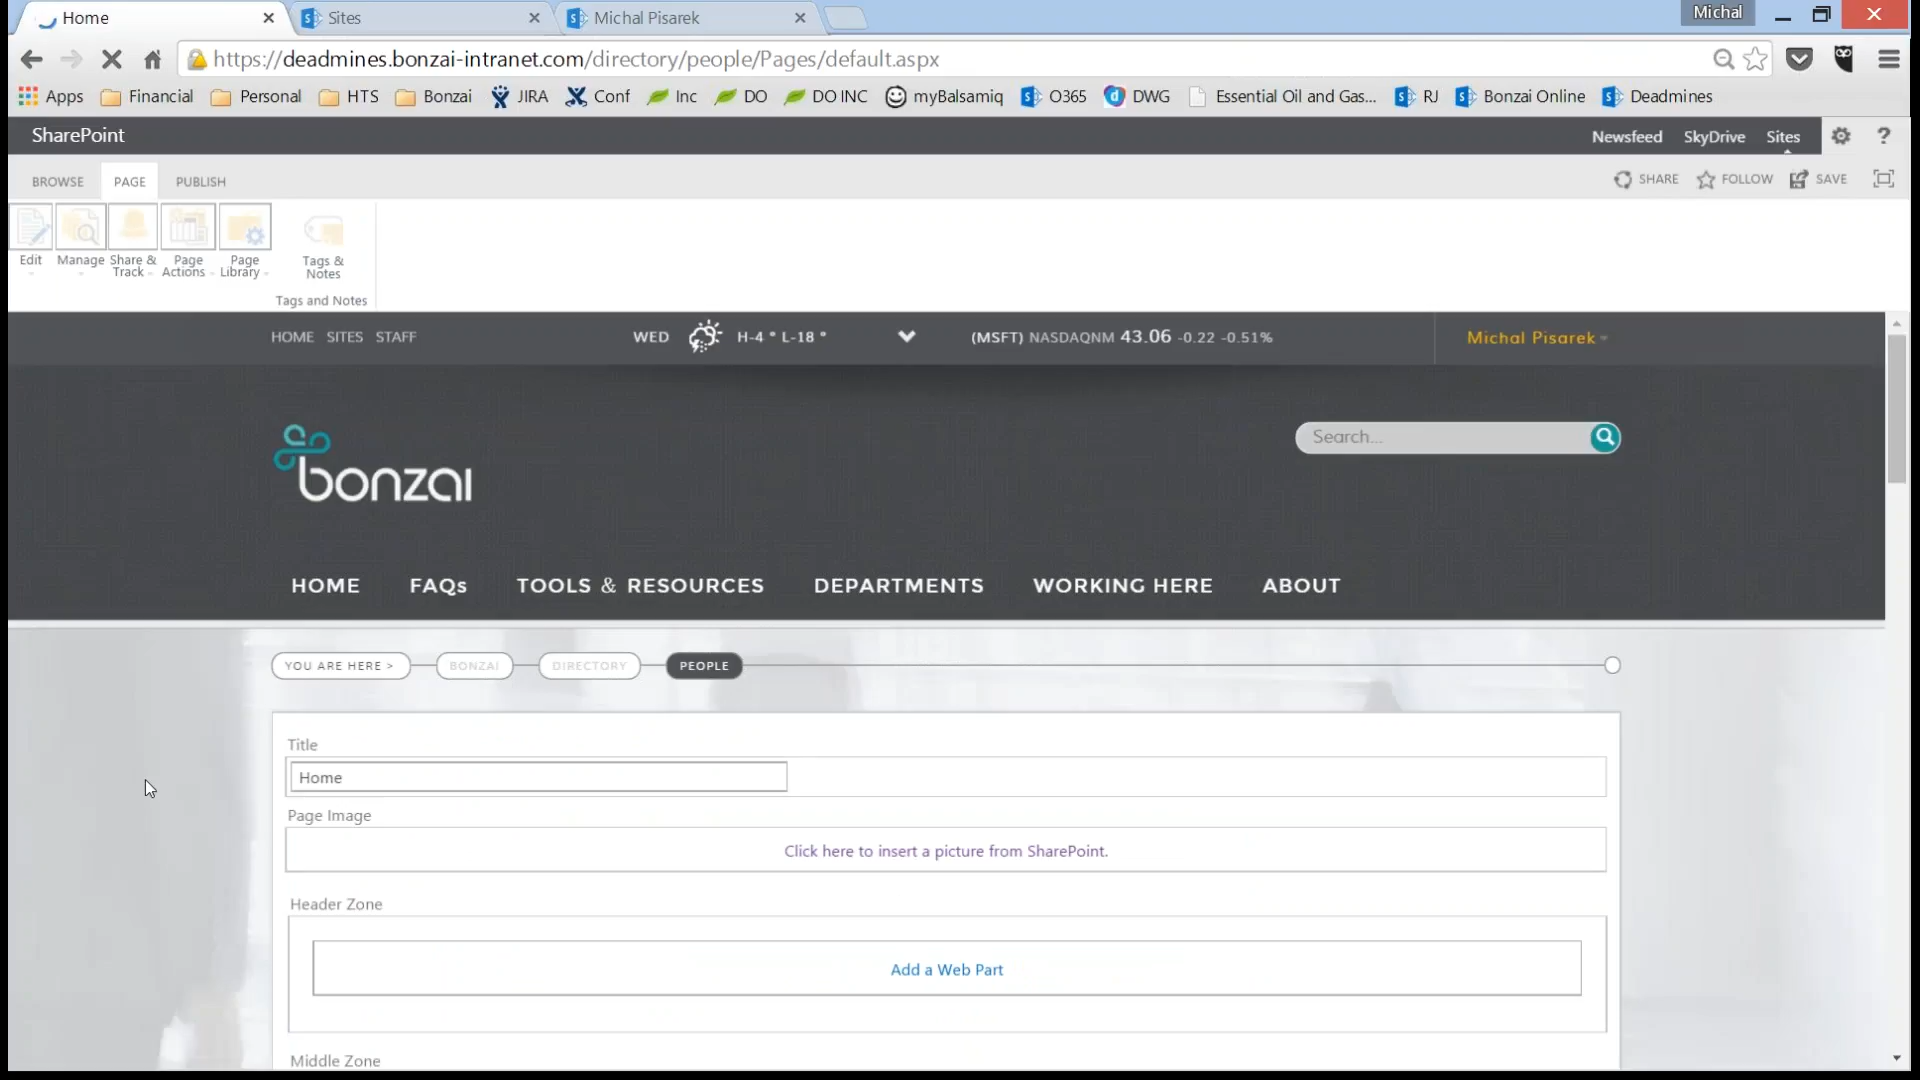 Home
Sites
Michal Pisarek
Michal
https://deadmines.bonzai-intranet.com/directory/people/Pages/default.aspx
Apps Financial Personal HTS Bonzai JIRA Conf Inc DO DO INC myBalsamiq O365 DWG Essential Oil and Gas... RJ Bonzai Online Deadmines
SharePoint
Newsfeed SkyDrive Sites ?
BROWSE PAGE PUBLISH
SHARE FOLLOW SAVE
Edit
Manage
Share & Track
Page Actions
Page Library
Tags & Notes
Tags and Notes
HOME SITES STAFF
WED H-4 ° L-18 °
(MSFT) NASDAQNM 43.06 -0.22 -0.51%
Michal Pisarek
bonzai
Search...
HOME FAQs TOOLS & RESOURCES DEPARTMENTS WORKING HERE ABOUT
YOU ARE HERE > BONZAI DIRECTORY PEOPLE
Title
Home
Page Image
Click here to insert a picture from SharePoint.
Header Zone
Add a Web Part
Middle Zone